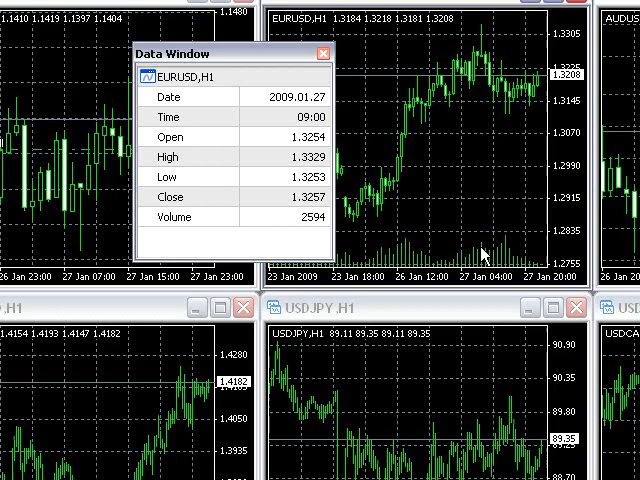 1.1410 1.1419 1.1397 1.1404
1.1480
EURUSD,H1 1.3184 1.3218 1.3181 1.3208
AUDUS
Data Window
EURUSD,H1
Date 2009.01.27
Time 09:00
Open 1.3254
High 1.3329
Low 1.3253
Close 1.3257
Volume 2594
1.3305
1.3208
1.3145
1.3070
1.2990
1.2915
1.2835
1.2755
26 Jan 23:00 27 Jan 07:00 27 Jan 15:00 27 Jan 23:00
23 Jan 2009 23 Jan 18:00 26 Jan 12:00 27 Jan 04:00 27 Jan 20:00
26 Jan 20
,H1
USDJPY,H1
USDCA
.4154 1.4193 1.4147 1.4182
1.4280
1.4182
1.4050
1.3935
USDJPY,H1 89.11 89.35 89.11 89.35
90.90
90.35
89.80
89.35
88.70
USDCAD